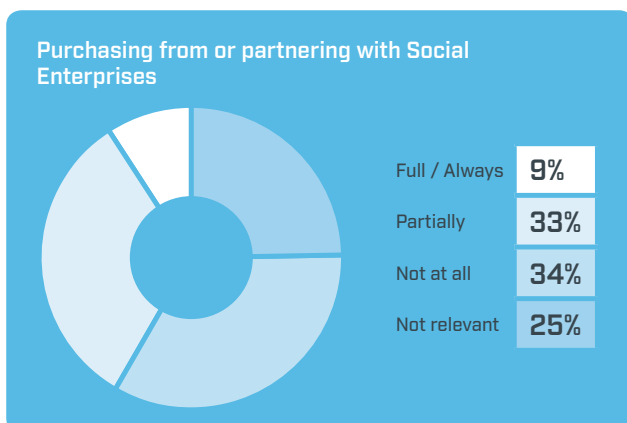 Purchasing from or partnering with Social
Enterprises
Full / Always 9%
Partially 33%
Not at all 34%
Not relevant 25%